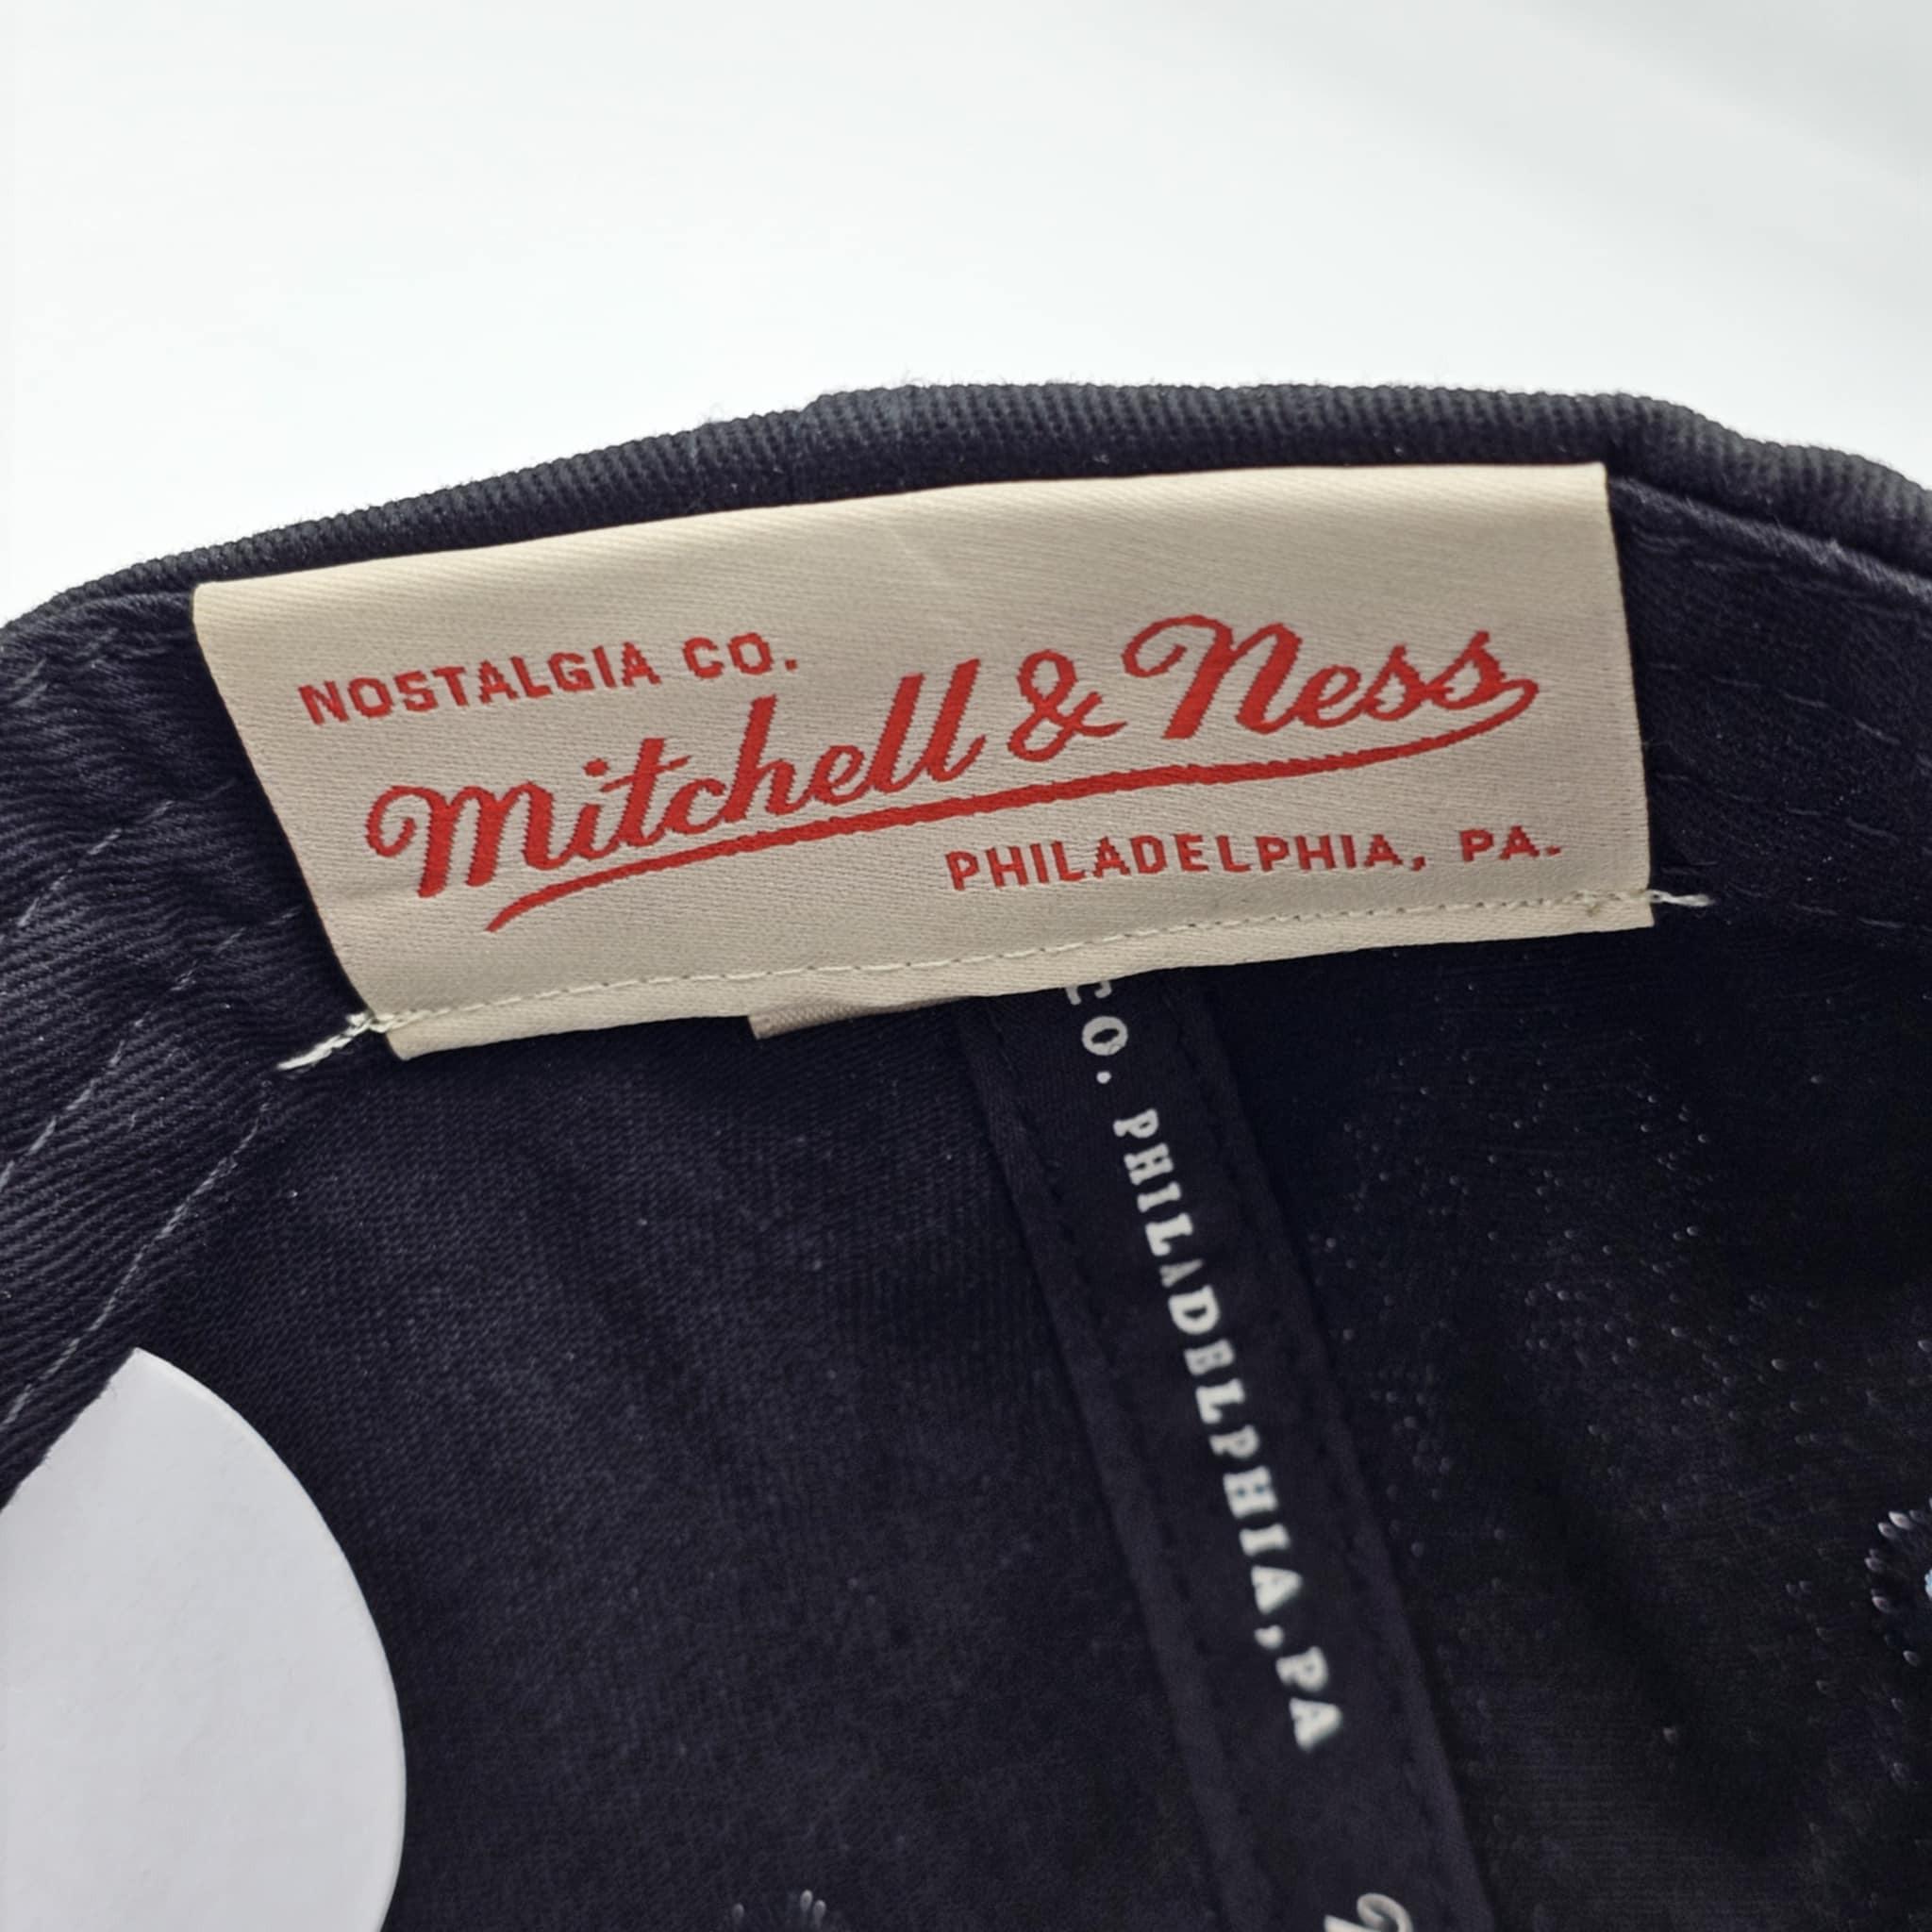 NOSTALGIA CO.
Mitchell & Ness
PHILADELPHIA, PA.
CO. PHILADELPHIA, PA